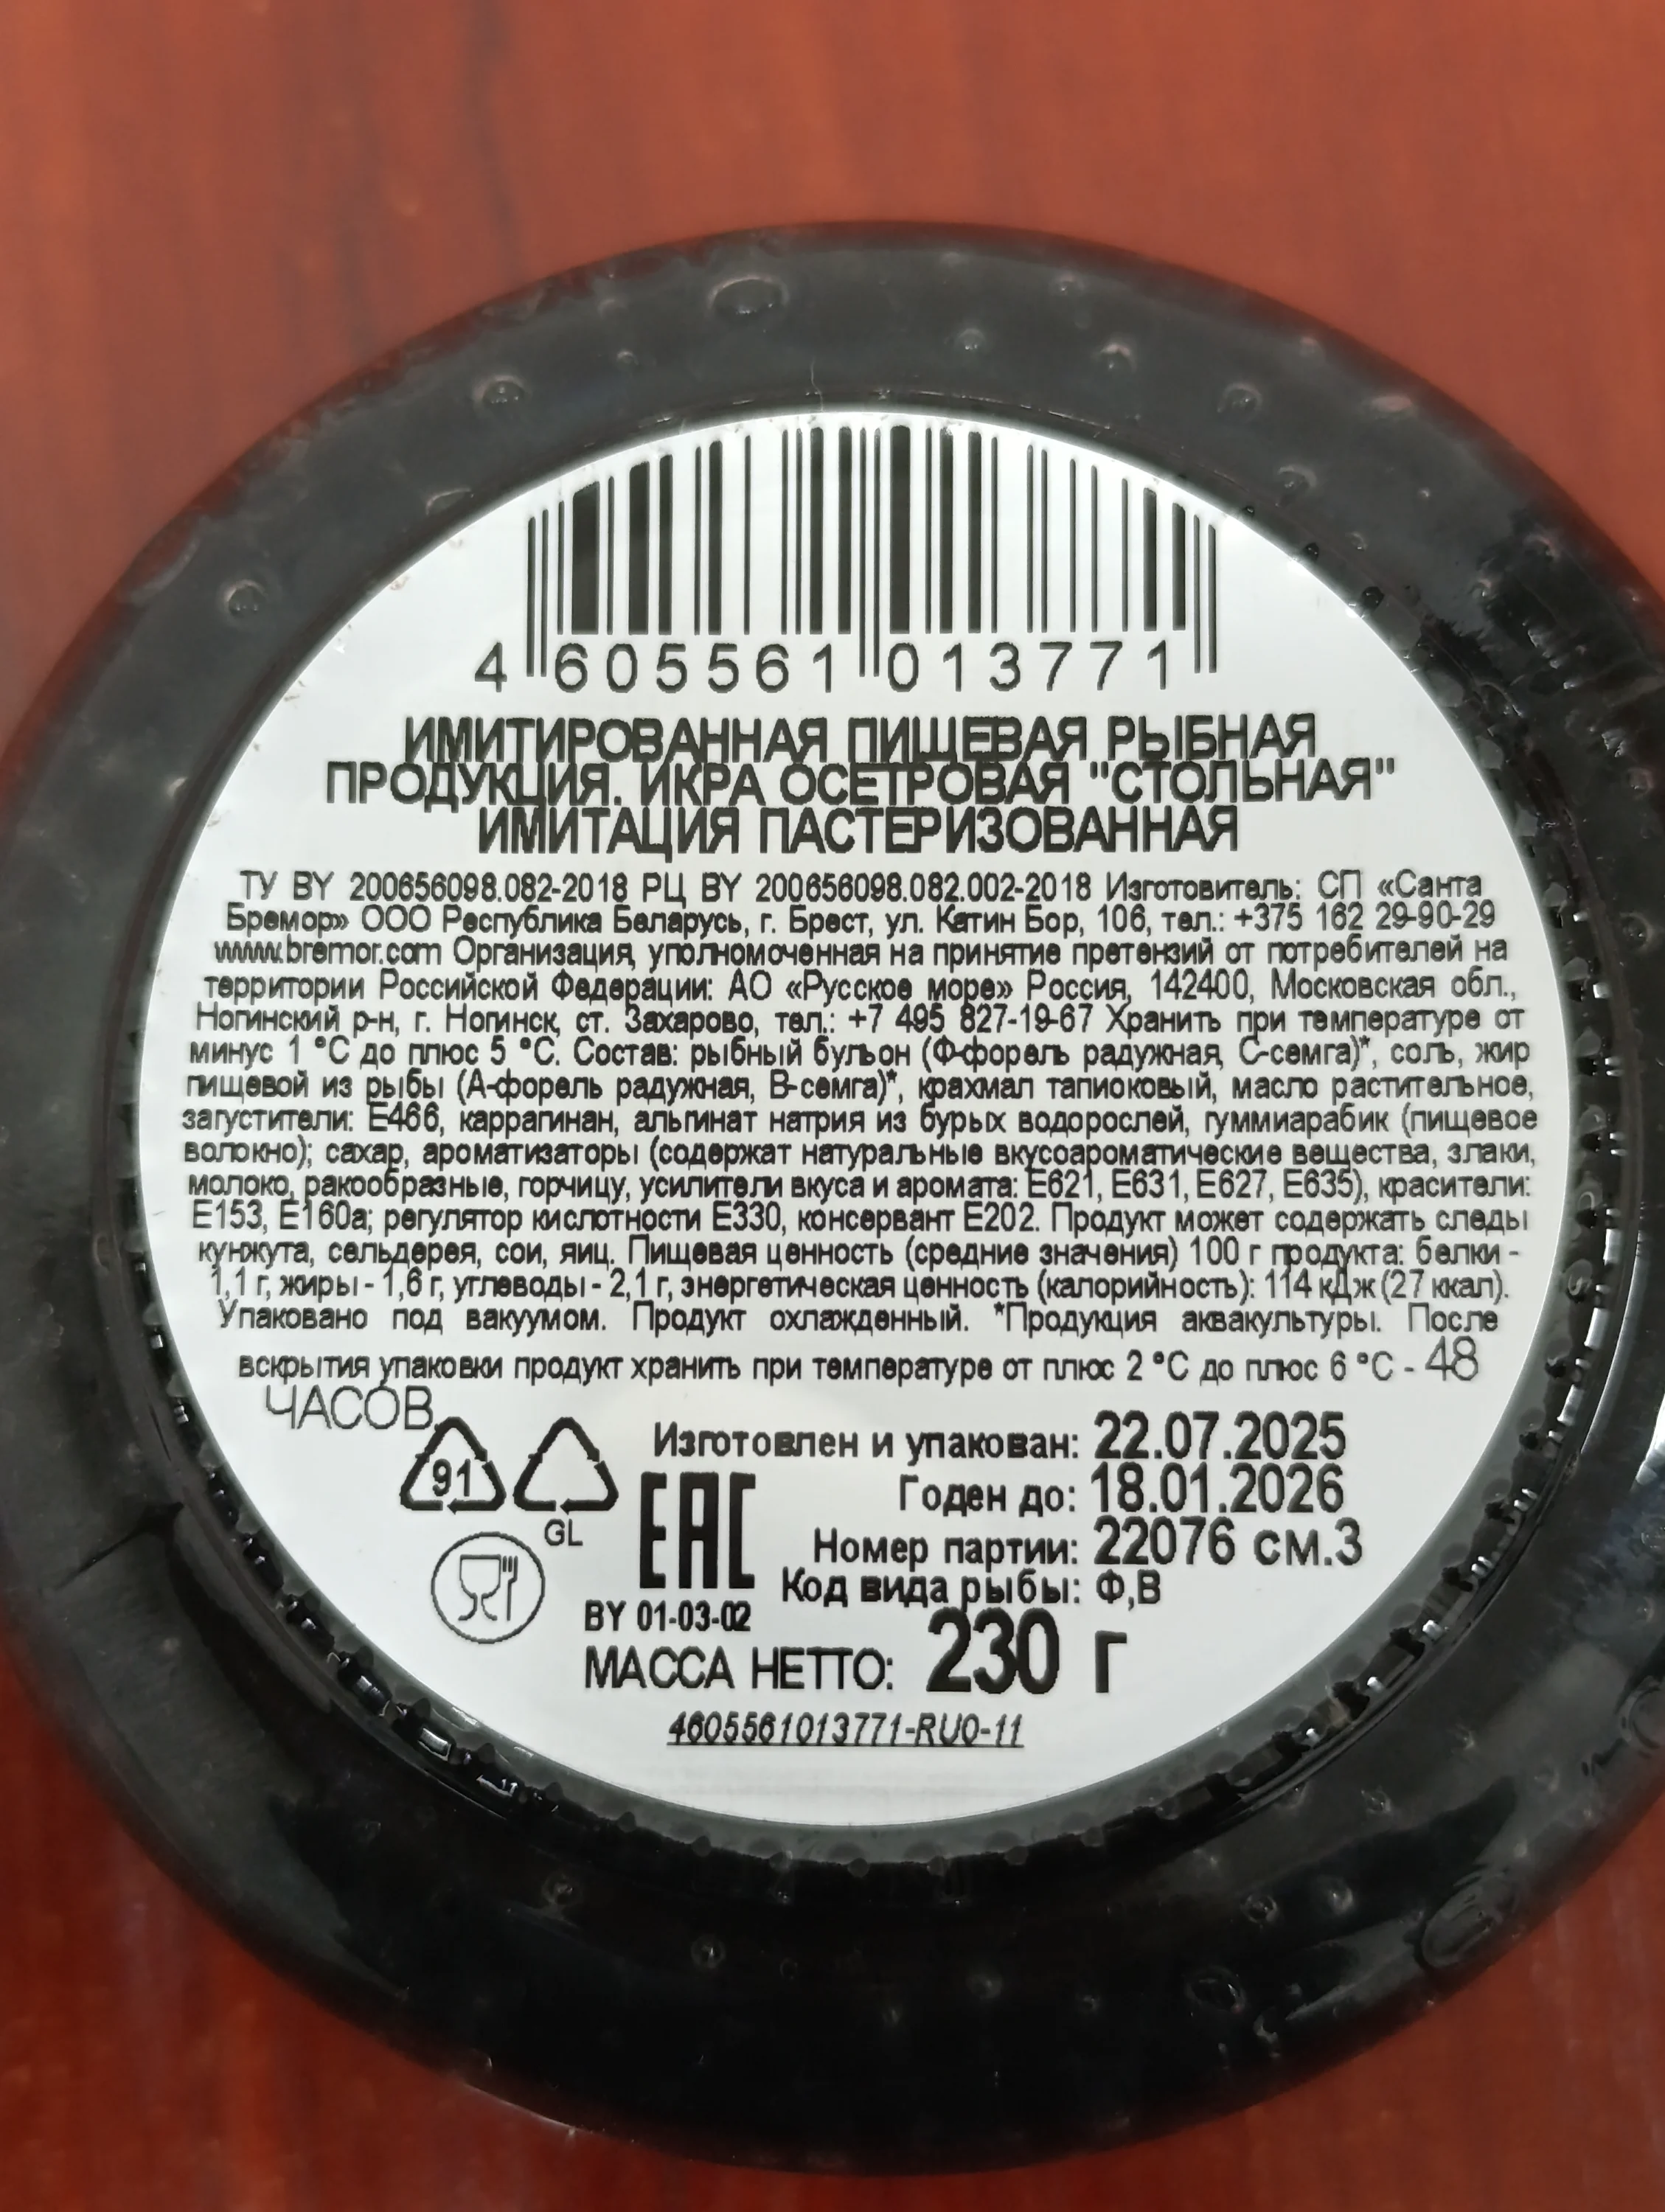 4 605561 013771
ИМИТИРОВАННАЯ ПИЩЕВАЯ РЫБНАЯ
ПРОДУКЦИЯ. ИКРА ОСЕТРОВАЯ "СТОЛЬНАЯ"
ИМИТАЦИЯ ПАСТЕРИЗОВАННАЯ
ТУ BY 200656098.082-2018 РЦ BY 200656098.082.002-2018 Изготовитель: СП «Санта
Бремор» ООО Республика Беларусь, г. Брест, ул. Катин Бор, 106, тел.: +375 162 29-90-29
www.bremor.com Организация, уполномоченная на принятие претензий от потребителей на
территории Российской Федерации: АО «Русское море» Россия, 142400, Московская обл.,
Ногинский р-н, г. Ногинск, ст. Захарово, тел.: +7 495 827-19-67 Хранить при температуре от
минус 1 °C до плюс 5 °C. Состав: рыбный бульон (Ф-форель радужная, С-семга)*, соль, жир
пищевой из рыбы (А-форель радужная, В-семга)*, крахмал тапиоковый, масло растительное,
загустители: Е466, каррагинан, альгинат натрия из бурых водорослей, гуммиарабик (пищевое
волокно); сахар, ароматизаторы (содержат натуральные вкусоароматические вещества, злаки,
молоко, ракообразные, горчицу, усилители вкуса и аромата: Е621, Е631, Е627, Е635), красители:
Е153, Е160а; регулятор кислотности Е330, консервант Е202. Продукт может содержать следы
кунжута, сельдерея, сои, яиц. Пищевая ценность (средние значения) 100 г продукта: белки -
1,1 г, жиры - 1,6 г, углеводы - 2,1 г, энергетическая ценность (калорийность): 114 кДж (27 ккал).
Упаковано под вакуумом. Продукт охлажденный. *Продукция аквакультуры. После
вскрытия упаковки продукт хранить при температуре от плюс 2 °C до плюс 6 °C - 48
ЧАСОВ
91
GL
EAC
BY 01-03-02
Изготовлен и упакован: 22.07.2025
Годен до: 18.01.2026
Номер партии: 22076 см.3
Код вида рыбы: Ф,В
МАССА НЕТТО: 230 г
4605561013771-RU0-11